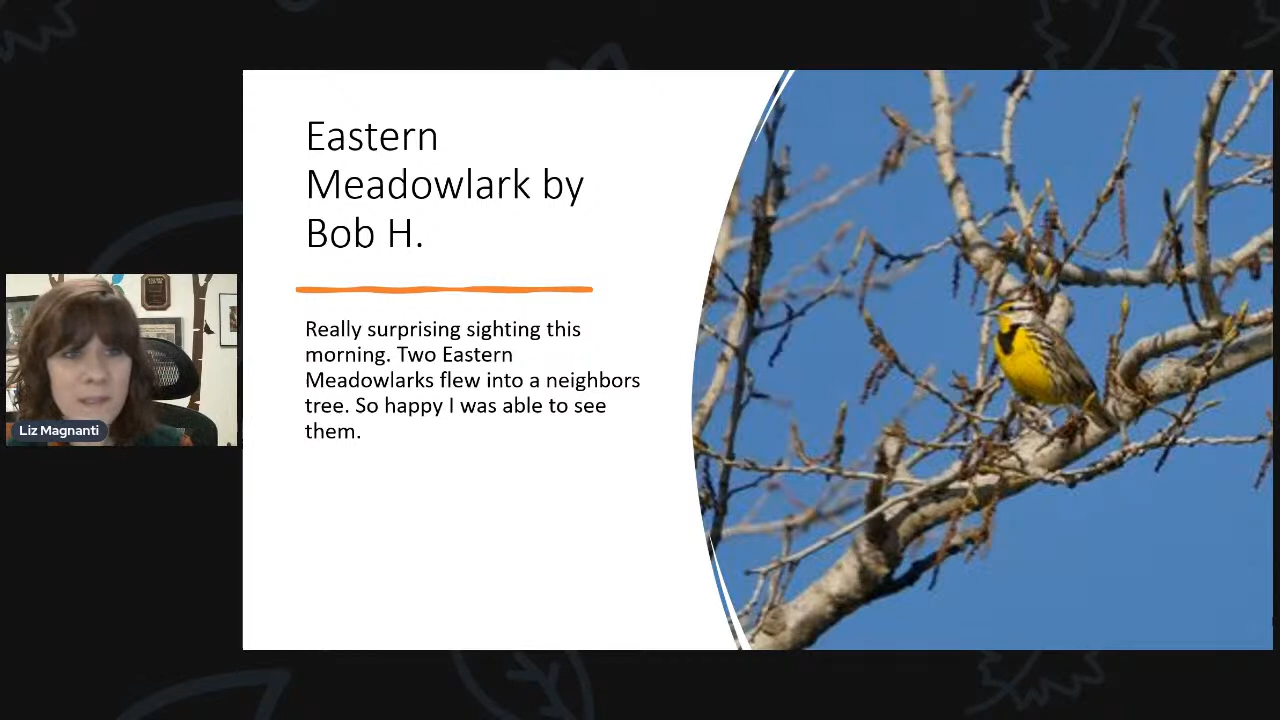 Eastern
Meadowlark by
Bob H.
Really surprising sighting this
morning. Two Eastern
Meadowlarks flew into a neighbors
tree. So happy I was able to see
them.
Liz Magnanti